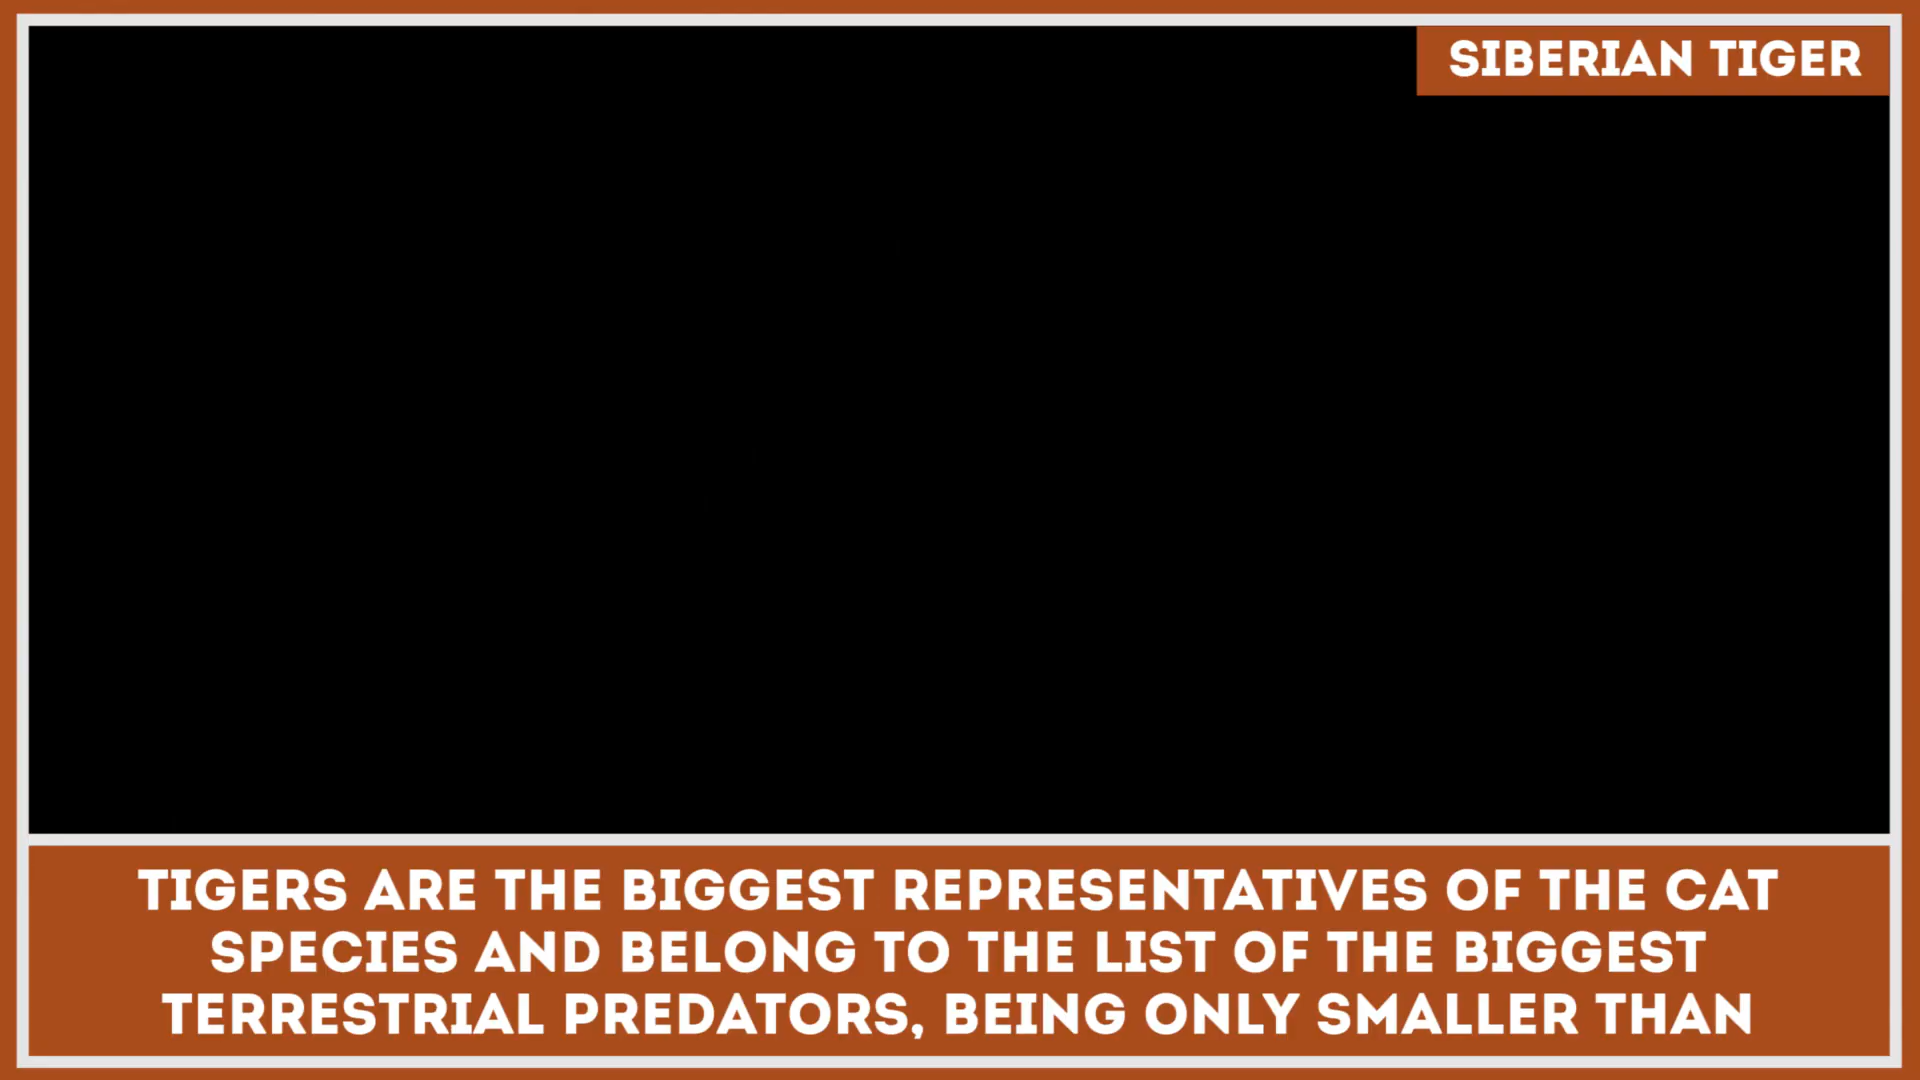 SIBERIAN TIGER
TIGERS ARE THE BIGGEST REPRESENTATIVES OF THE CAT
SPECIES AND BELONG TO THE LIST OF THE BIGGEST
TERRESTRIAL PREDATORS, BEING ONLY SMALLER THAN